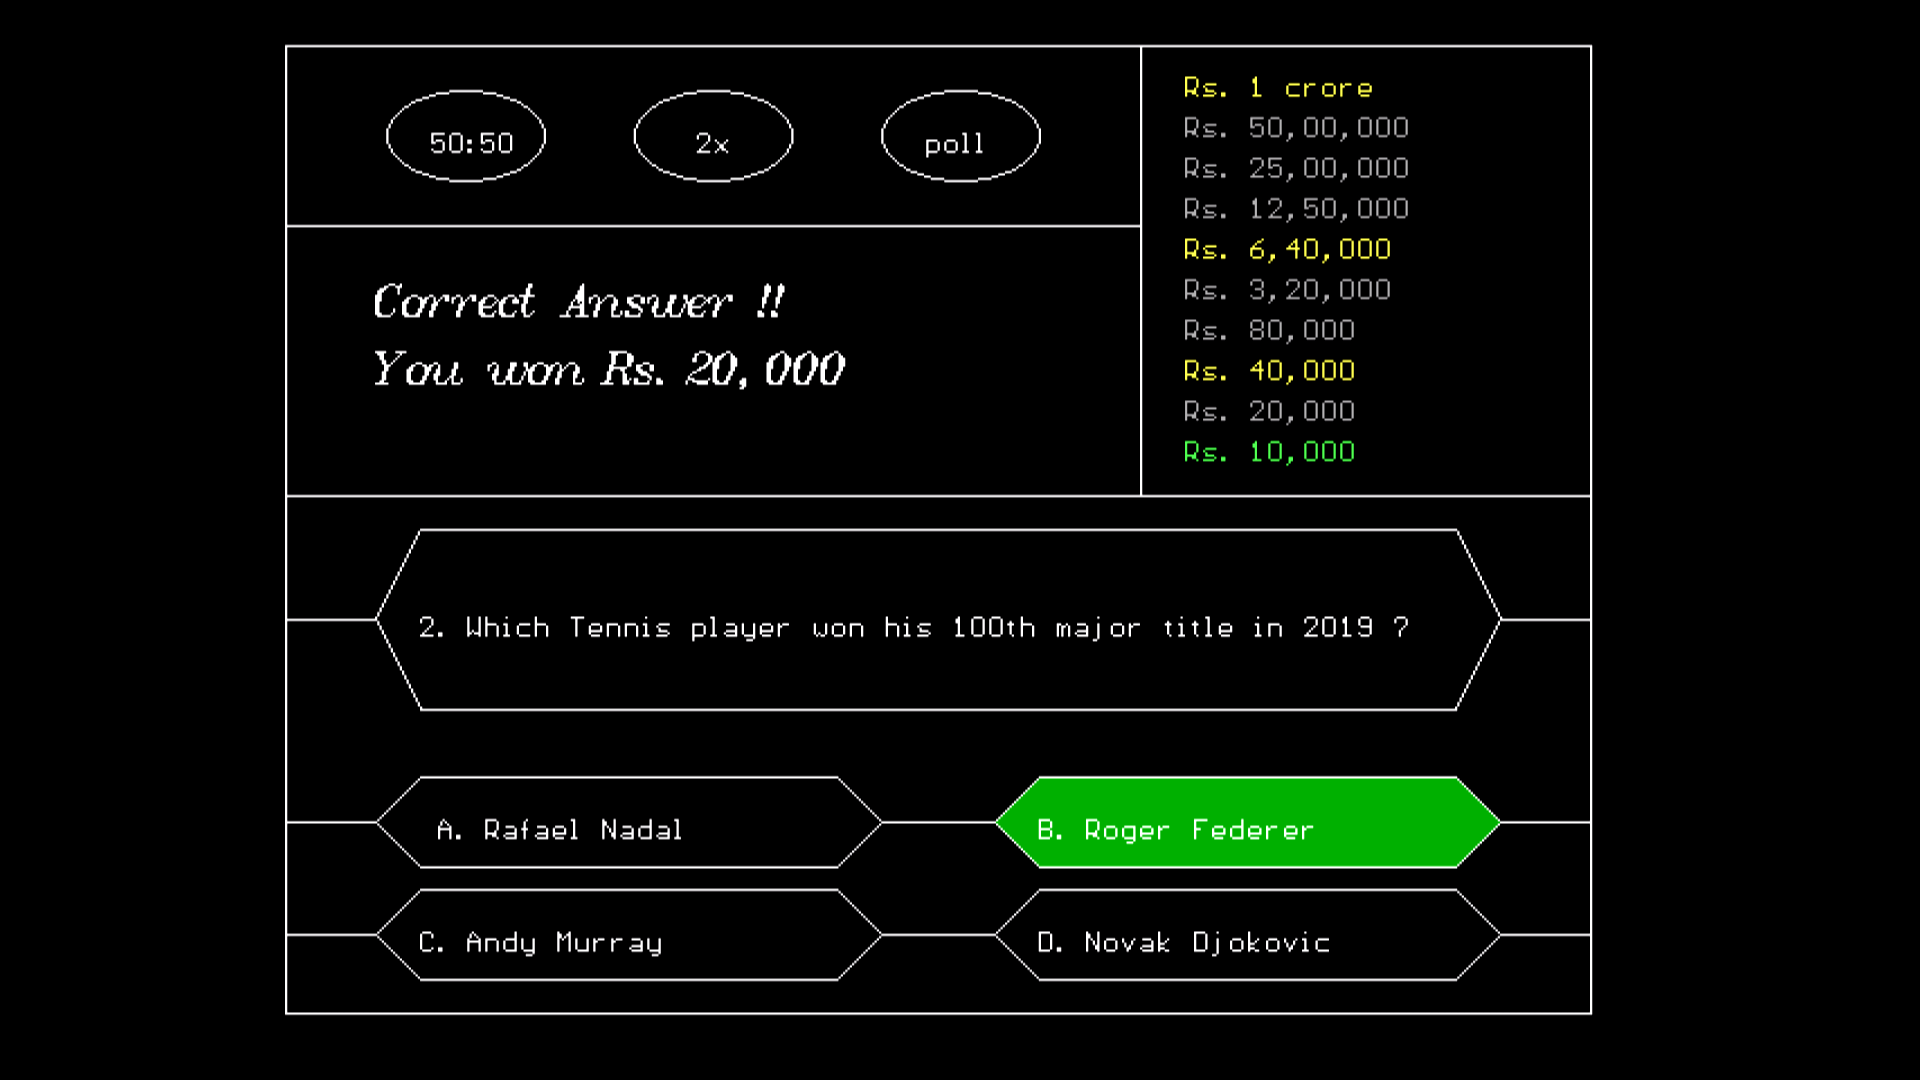 50:50
2x
poll
Correct Answer !!
You won Rs. 20,000
Rs. 1 crore
Rs. 50,00,000
Rs. 25,00,000
Rs. 12,50,000
Rs. 6,40,000
Rs. 3,20,000
Rs. 80,000
Rs. 40,000
Rs. 20,000
Rs. 10,000
2. Which Tennis player won his 100th major title in 2019 ?
A. Rafael Nadal
B. Roger Federer
C. Andy Murray
D. Novak Djokovic